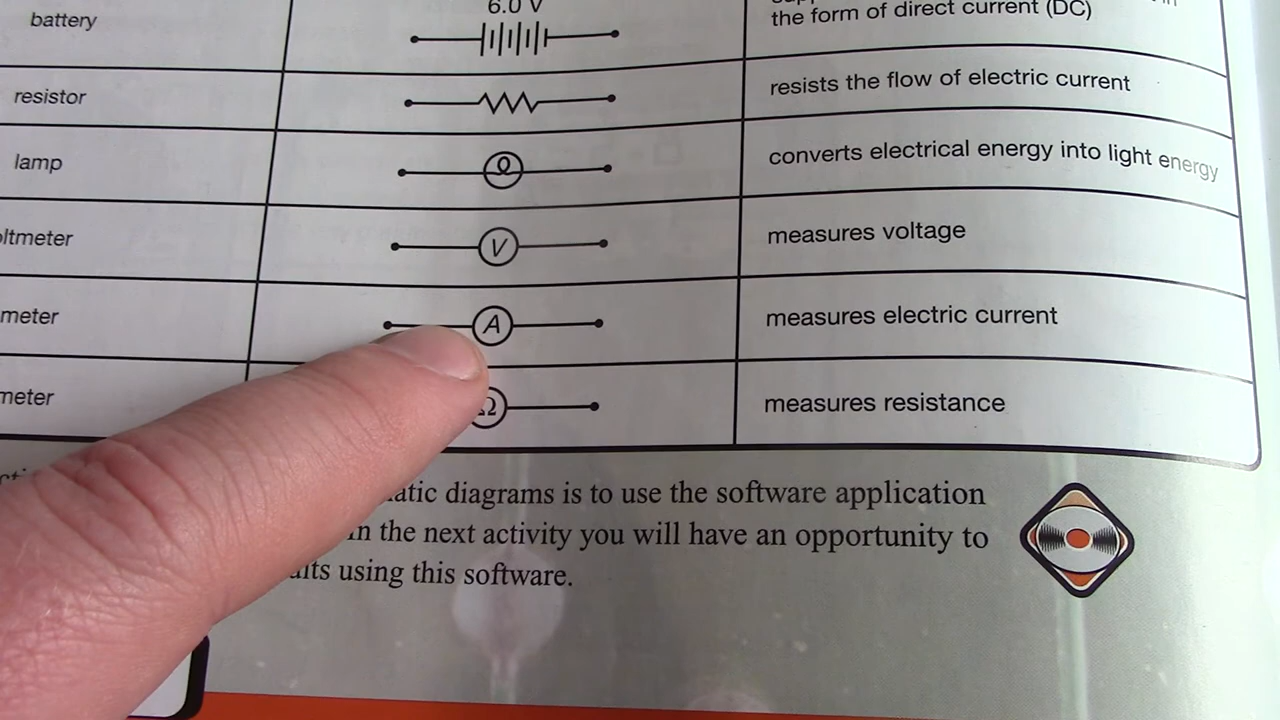 6.0 V
battery
the form of direct current (DC)
resistor
resists the flow of electric current
lamp
converts electrical energy into light energy
ltmeter
V
measures voltage
meter
A
measures electric current
meter
Ω
measures resistance
atic diagrams is to use the software application
in the next activity you will have an opportunity to
using this software.